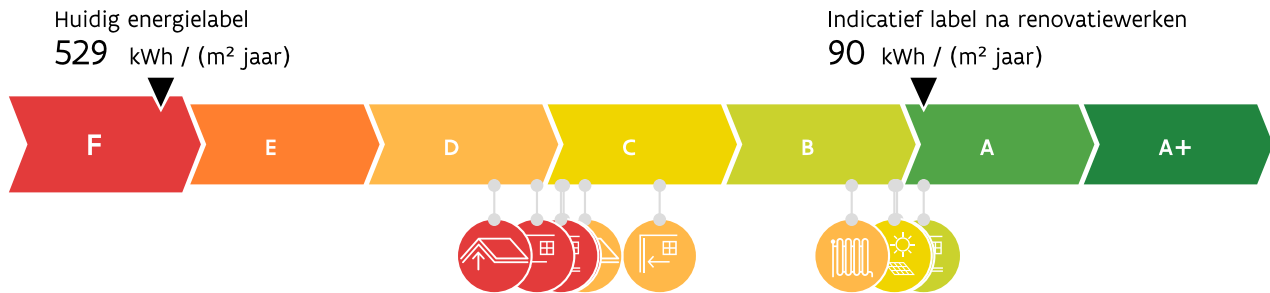 Huidig energielabel
529 kWh / (m² jaar)
Indicatief label na renovatiewerken
90 kWh / (m² jaar)
F E D C B A A+